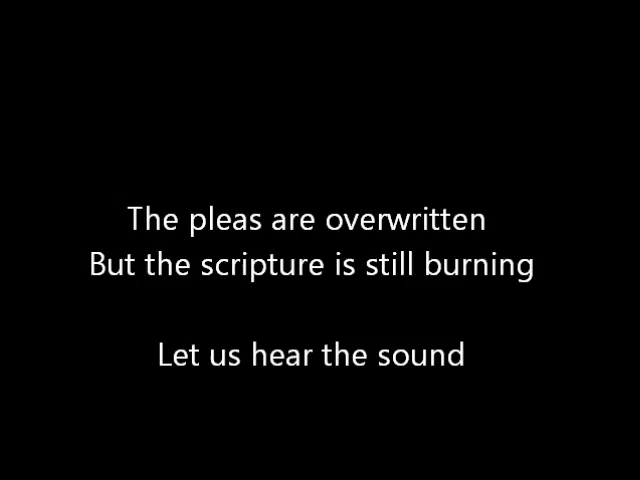 The pleas are overwritten
But the scripture is still burning
Let us hear the sound